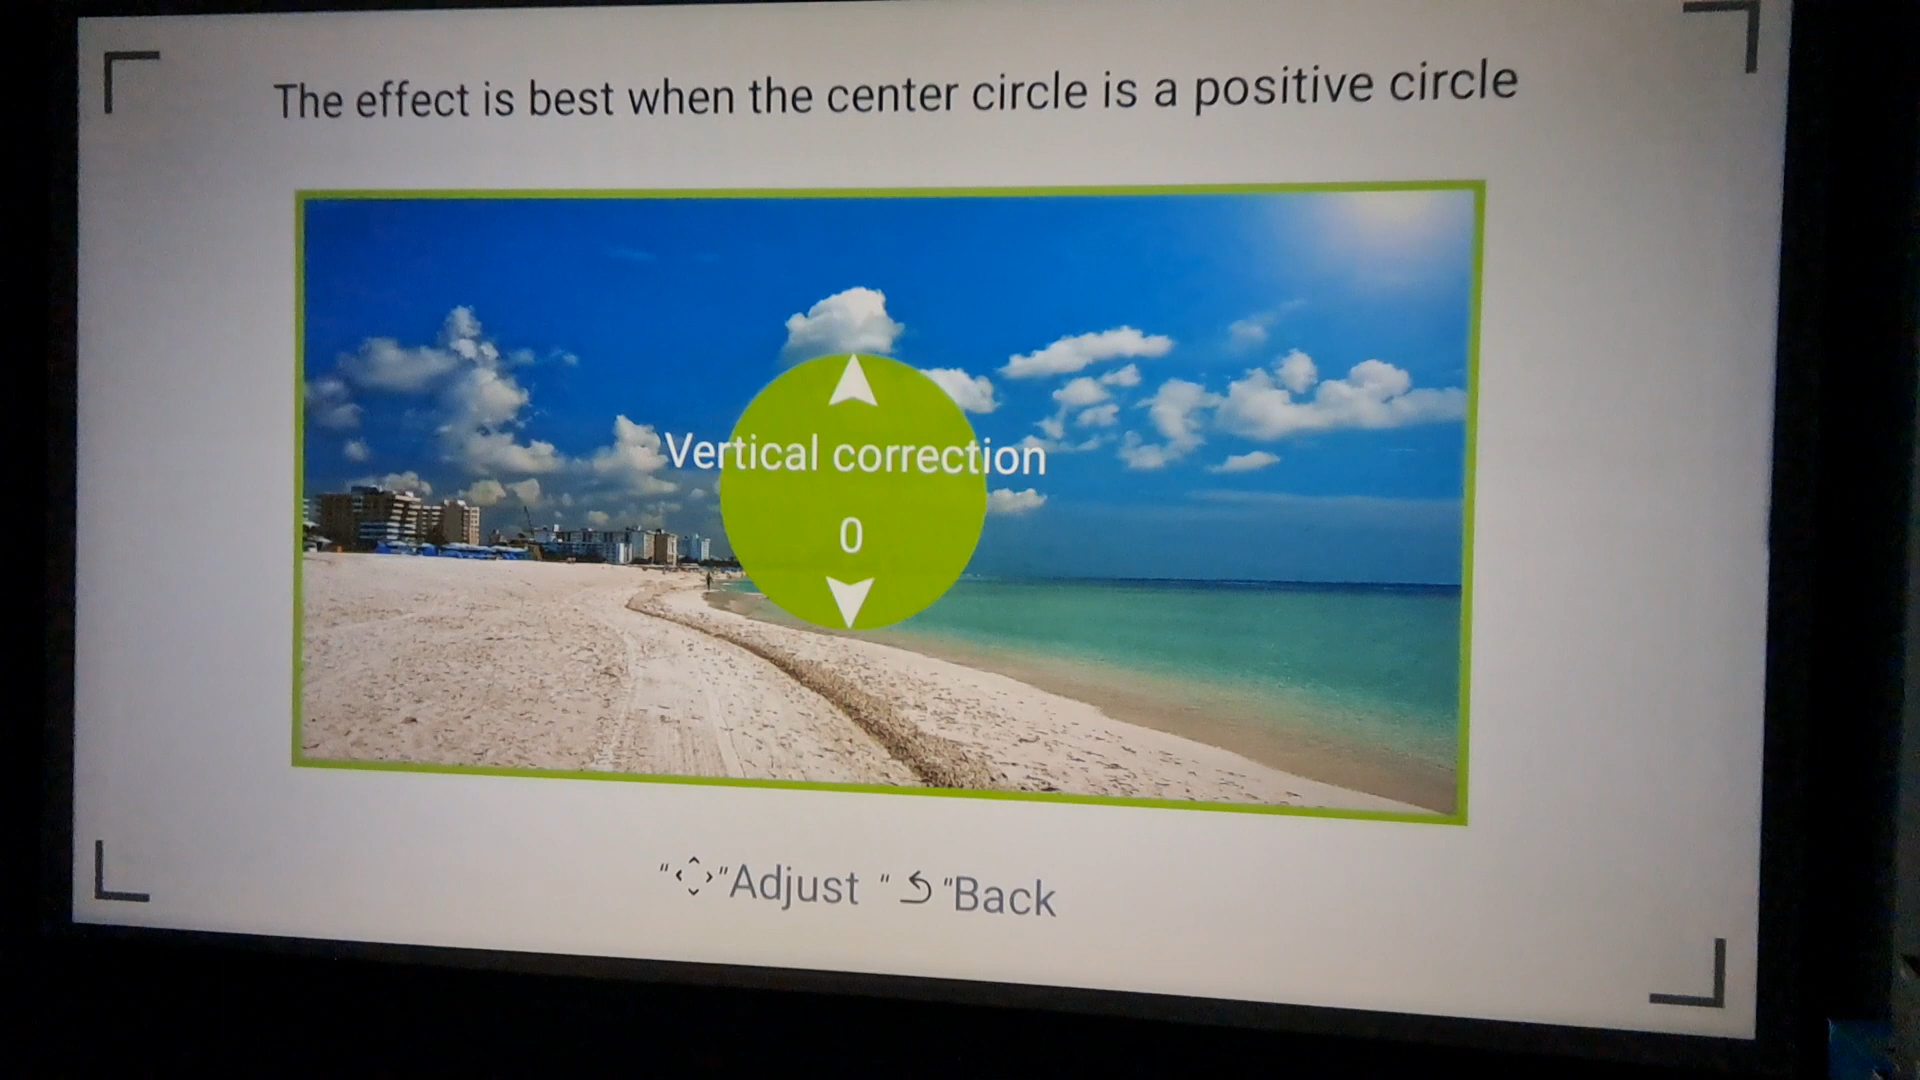 The effect is best when the center circle is a positive circle
Vertical correction
0
" "Adjust " "Back